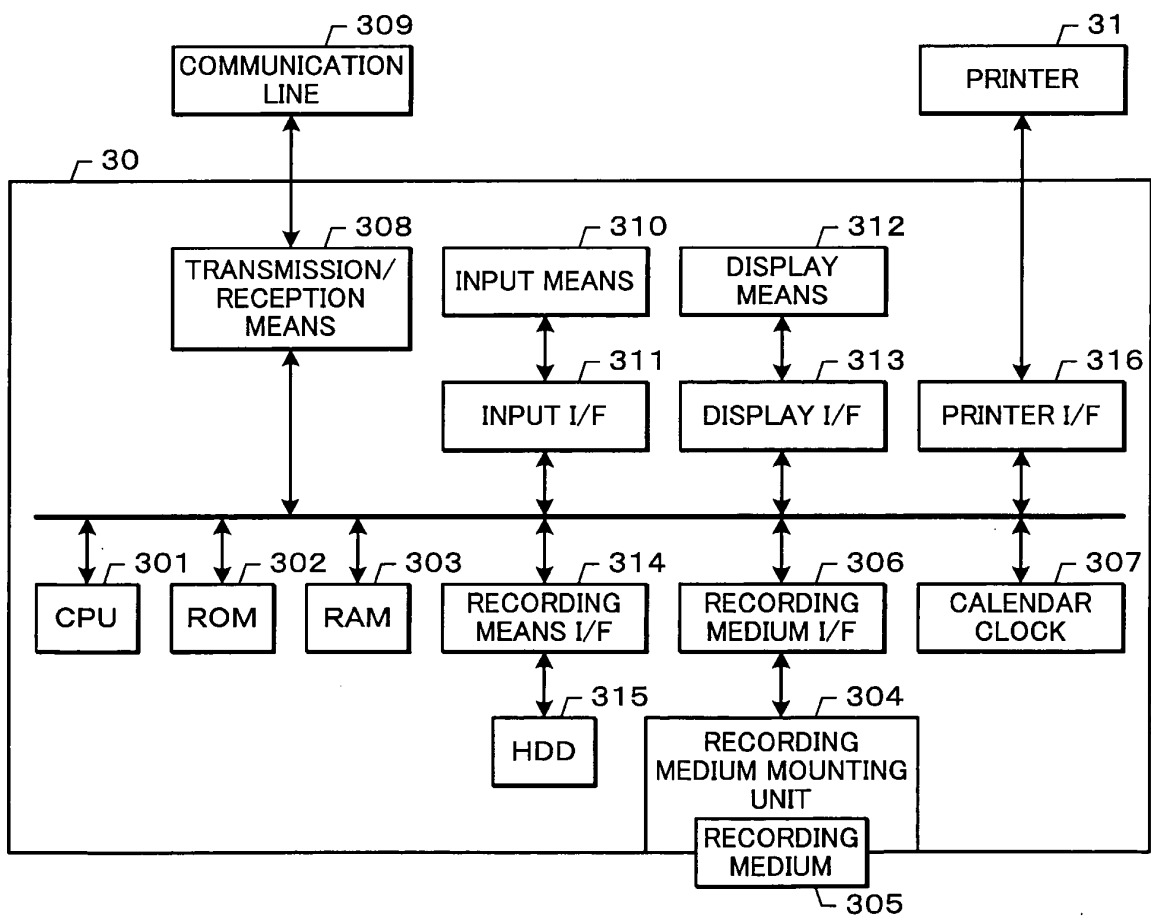 309
COMMUNICATION
LINE
31
PRINTER
30
308
TRANSMISSION/
RECEPTION
MEANS
310
INPUT MEANS
312
DISPLAY
MEANS
311
INPUT I/F
313
DISPLAY I/F
316
PRINTER I/F
301
CPU
302
ROM
303
RAM
314
RECORDING
MEANS I/F
306
RECORDING
MEDIUM I/F
307
CALENDAR
CLOCK
315
HDD
304
RECORDING
MEDIUM MOUNTING
UNIT
RECORDING
MEDIUM
305